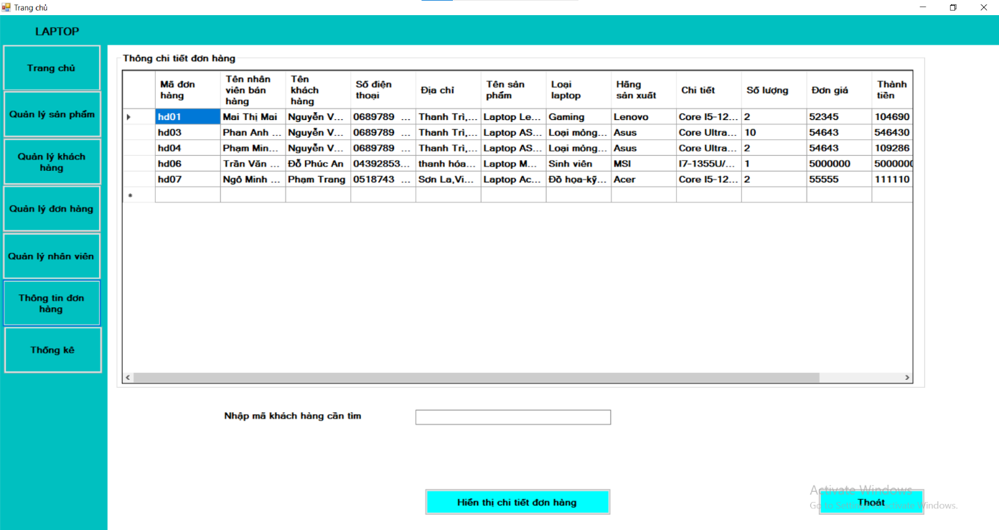 Trang chủ
LAPTOP
Trang chủ
Quản lý sản phẩm
Quản lý khách
hàng
Quản lý đơn hàng
Quản lý nhân viên
Thông tin đơn
hàng
Thống kê
Thông chi tiết đơn hàng
Mã đơn
hàng
Tên nhân
viên bán
hàng
Tên
khách
hàng
Số điện
thoại
Địa chỉ
Tên sản
phẩm
Loại
laptop
Hãng
sản xuất
Chi tiết
Số lượng
Đơn giá
Thành
tiền
hd01 Mai Thị Mai Nguyễn V... 0689789 ... Thanh Trì,... Laptop Le... Gaming Lenovo Core I5-12... 2 52345 104690
hd03 Phan Anh ... Nguyễn V... 0689789 ... Thanh Trì,... Laptop AS... Loại mỏng... Asus Core Ultra... 10 54643 546430
hd04 Phạm Min... Nguyễn V... 0689789 ... Thanh Trì,... Laptop AS... Loại mỏng... Asus Core Ultra... 2 54643 109286
hd06 Trần Văn ... Đỗ Phúc An 04392853... thanh hóa... Laptop M... Sinh viên MSI I7-1355U/... 1 5000000 5000000
hd07 Ngô Minh ... Phạm Trang 0518743 ... Sơn La,Vi... Laptop Ac... Đồ họa-kỹ... Acer Core I5-12... 2 55555 111110
Nhập mã khách hàng cần tìm
Hiển thị chi tiết đơn hàng
Thoát
Activate Windows
Go to Settings to activate Windows.